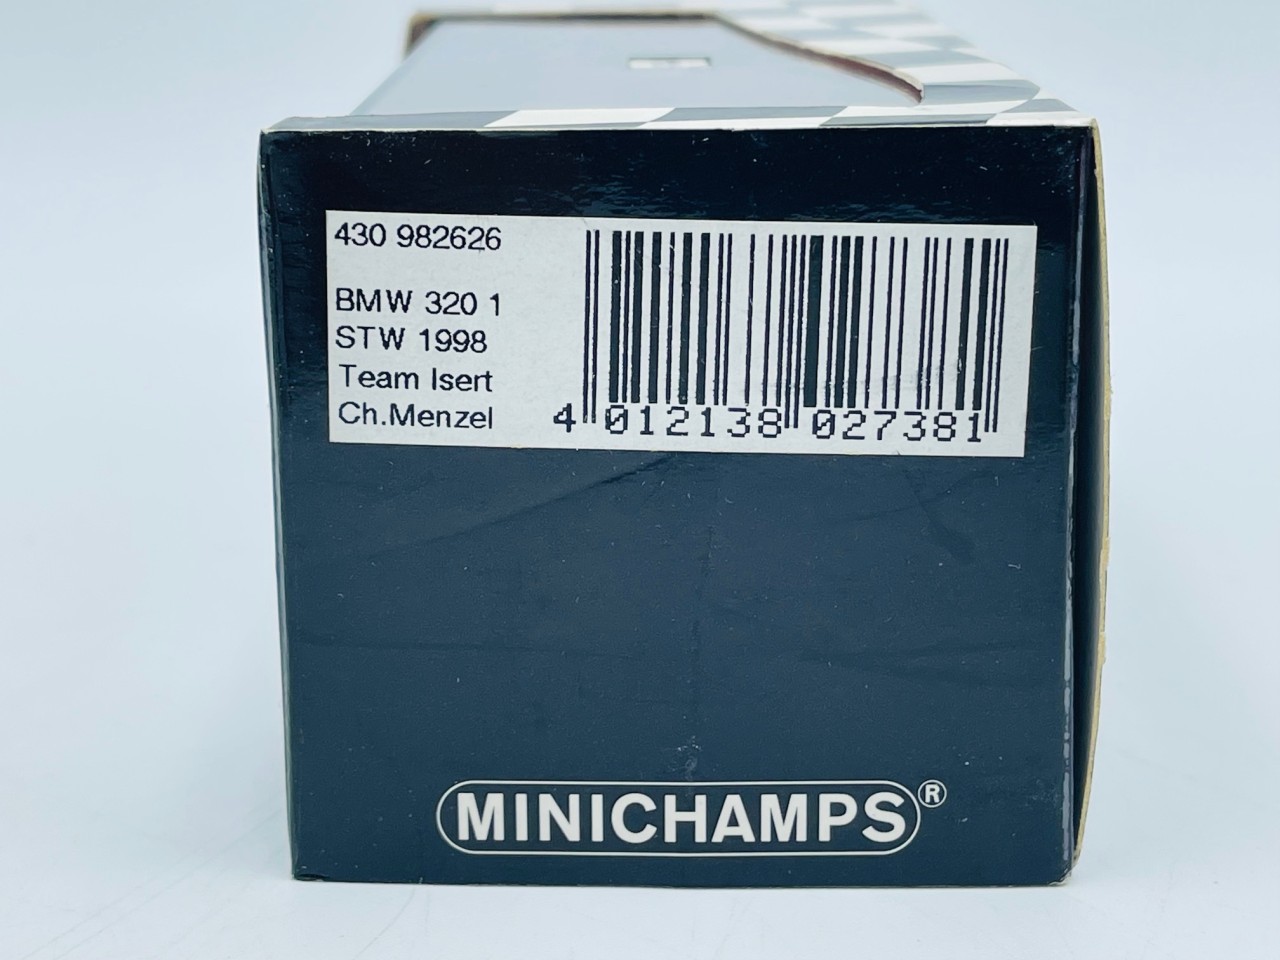 430 982626
BMW 320 1
STW 1998
Team Isert
Ch.Menzel
4 012138 027381
MINICHAMPS®